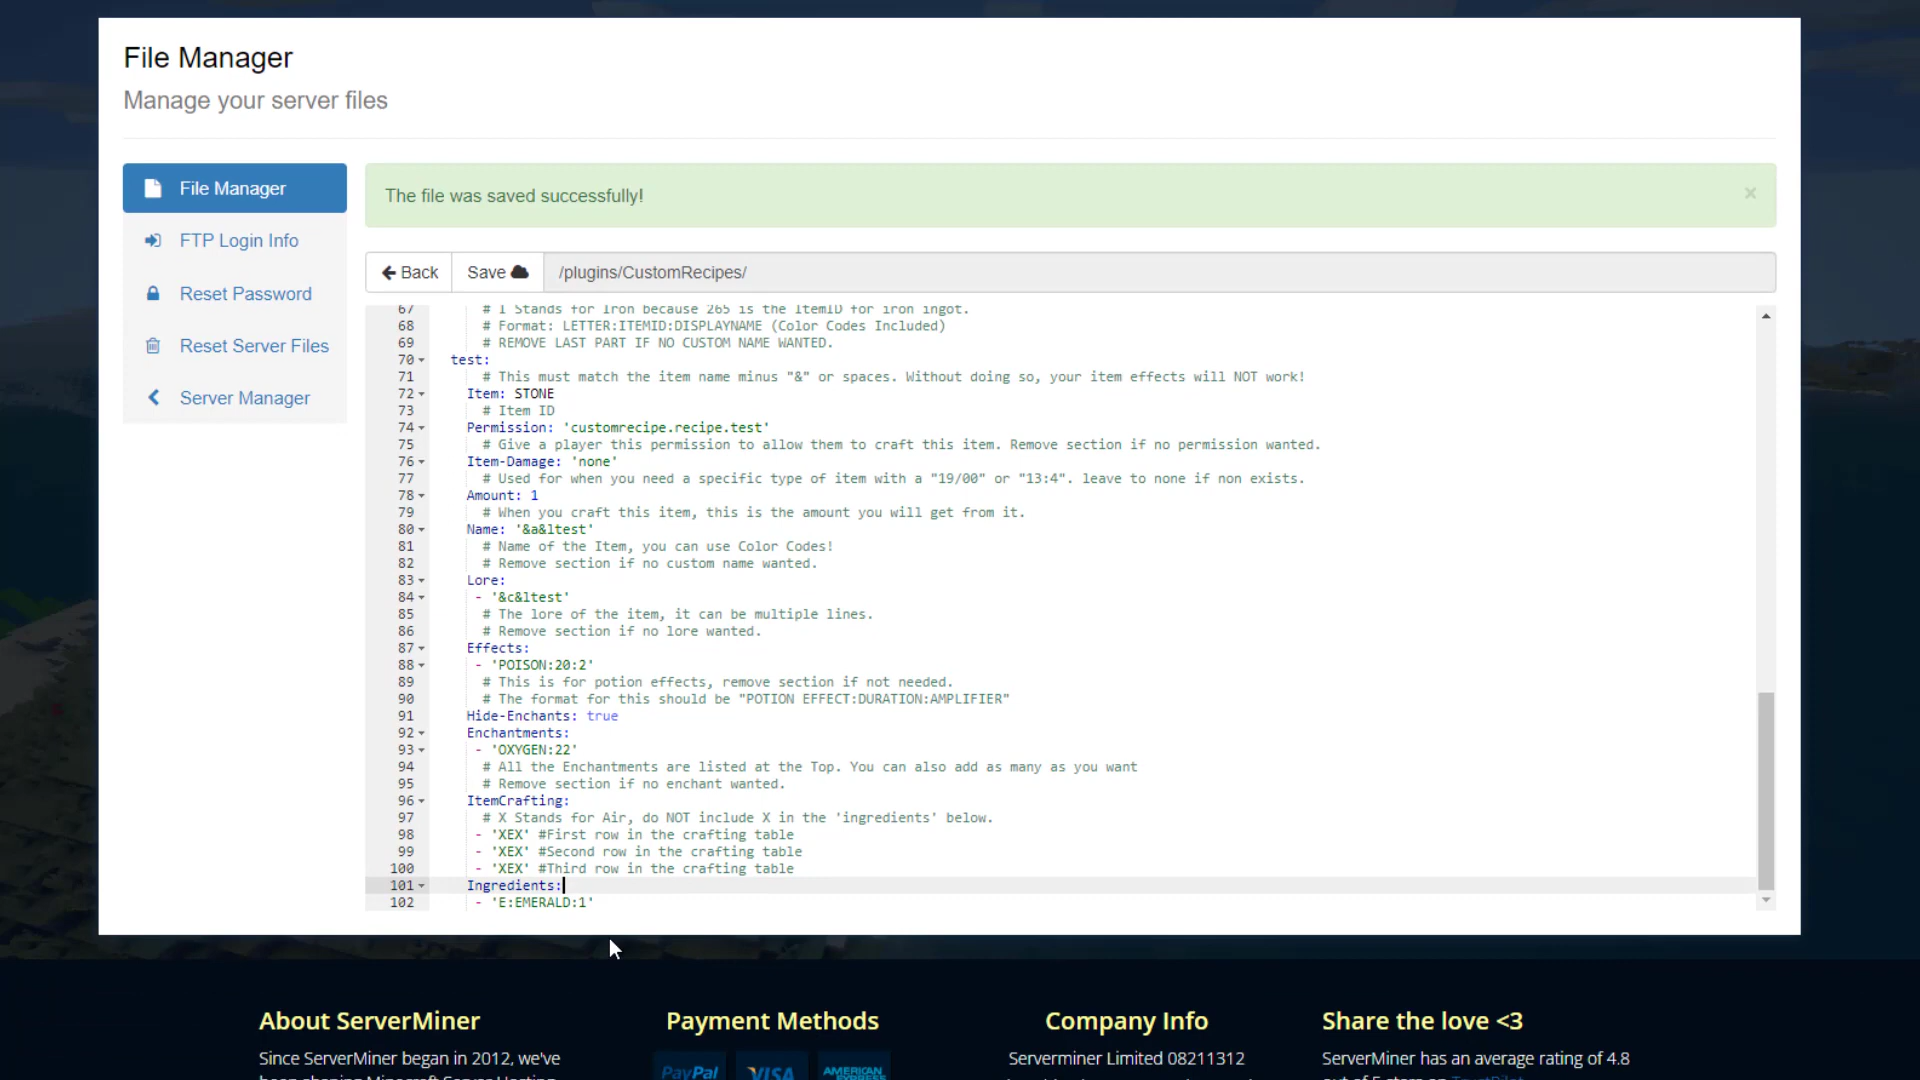 File Manager
Manage your server files
File Manager
FTP Login Info
Reset Password
Reset Server Files
Server Manager
The file was saved successfully!
×
Back
Save
/plugins/CustomRecipes/
67 # I Stands for Iron because 265 is the ItemID for iron ingot.
68 # Format: LETTER:ITEMID:DISPLAYNAME (Color Codes Included)
69 # REMOVE LAST PART IF NO CUSTOM NAME WANTED.
70 test:
71 # This must match the item name minus "&" or spaces. Without doing so, your item effects will NOT work!
72 Item: STONE
73 # Item ID
74 Permission: 'customrecipe.recipe.test'
75 # Give a player this permission to allow them to craft this item. Remove section if no permission wanted.
76 Item-Damage: 'none'
77 # Used for when you need a specific type of item with a "19/00" or "13:4". leave to none if non exists.
78 Amount: 1
79 # When you craft this item, this is the amount you will get from it.
80 Name: '&a&ltest'
81 # Name of the Item, you can use Color Codes!
82 # Remove section if no custom name wanted.
83 Lore:
84 - '&c&ltest'
85 # The lore of the item, it can be multiple lines.
86 # Remove section if no lore wanted.
87 Effects:
88 - 'POISON:20:2'
89 # This is for potion effects, remove section if not needed.
90 # The format for this should be "POTION EFFECT:DURATION:AMPLIFIER"
91 Hide-Enchants: true
92 Enchantments:
93 - 'OXYGEN:22'
94 # All the Enchantments are listed at the Top. You can also add as many as you want
95 # Remove section if no enchant wanted.
96 ItemCrafting:
97 # X Stands for Air, do NOT include X in the 'ingredients' below.
98 - 'XEX' #First row in the crafting table
99 - 'XEX' #Second row in the crafting table
100 - 'XEX' #Third row in the crafting table
101 Ingredients:
102 - 'E:EMERALD:1'
About ServerMiner
Since ServerMiner began in 2012, we've
Payment Methods
PayPal
VISA
AMERICAN
Company Info
Serverminer Limited 08211312
Share the love <3
ServerMiner has an average rating of 4.8